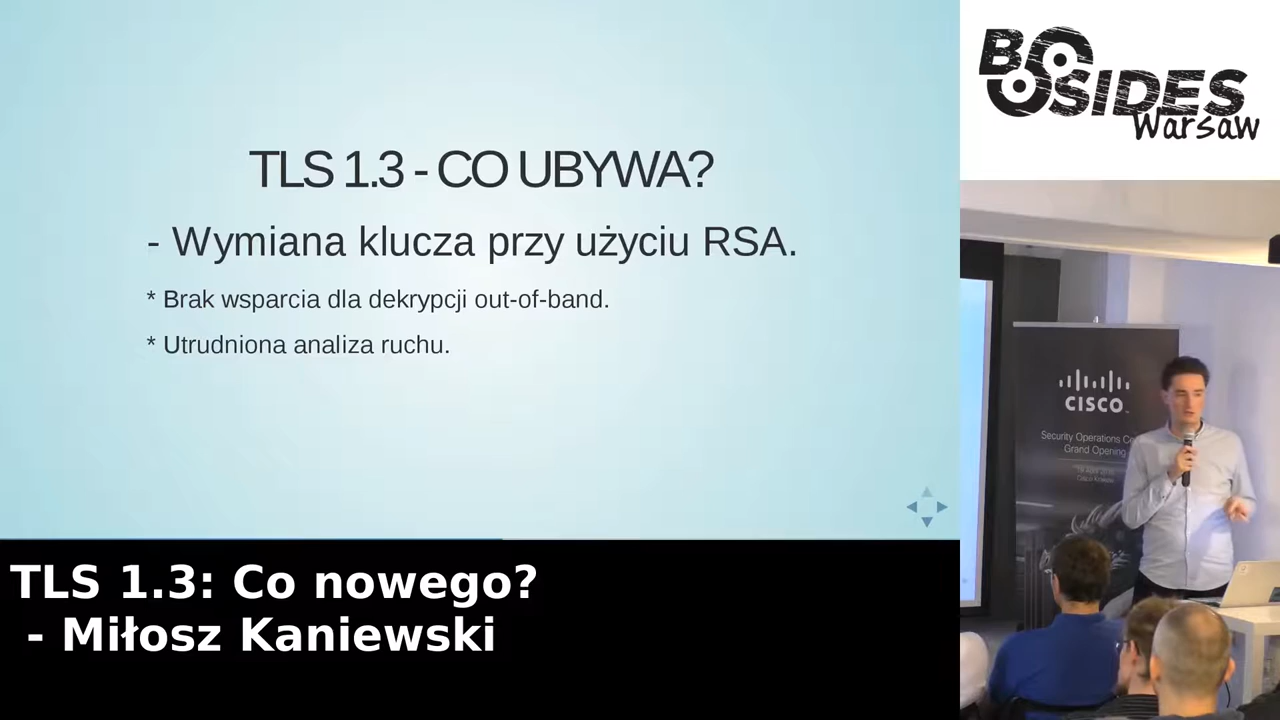 TLS 1.3 - CO UBYWA?
- Wymiana klucza przy użyciu RSA.
* Brak wsparcia dla dekrypcji out-of-band.
* Utrudniona analiza ruchu.
TLS 1.3: Co nowego?
- Miłosz Kaniewski
BSIDES
Warsaw
CISCO
Security Operations
Grand Opening